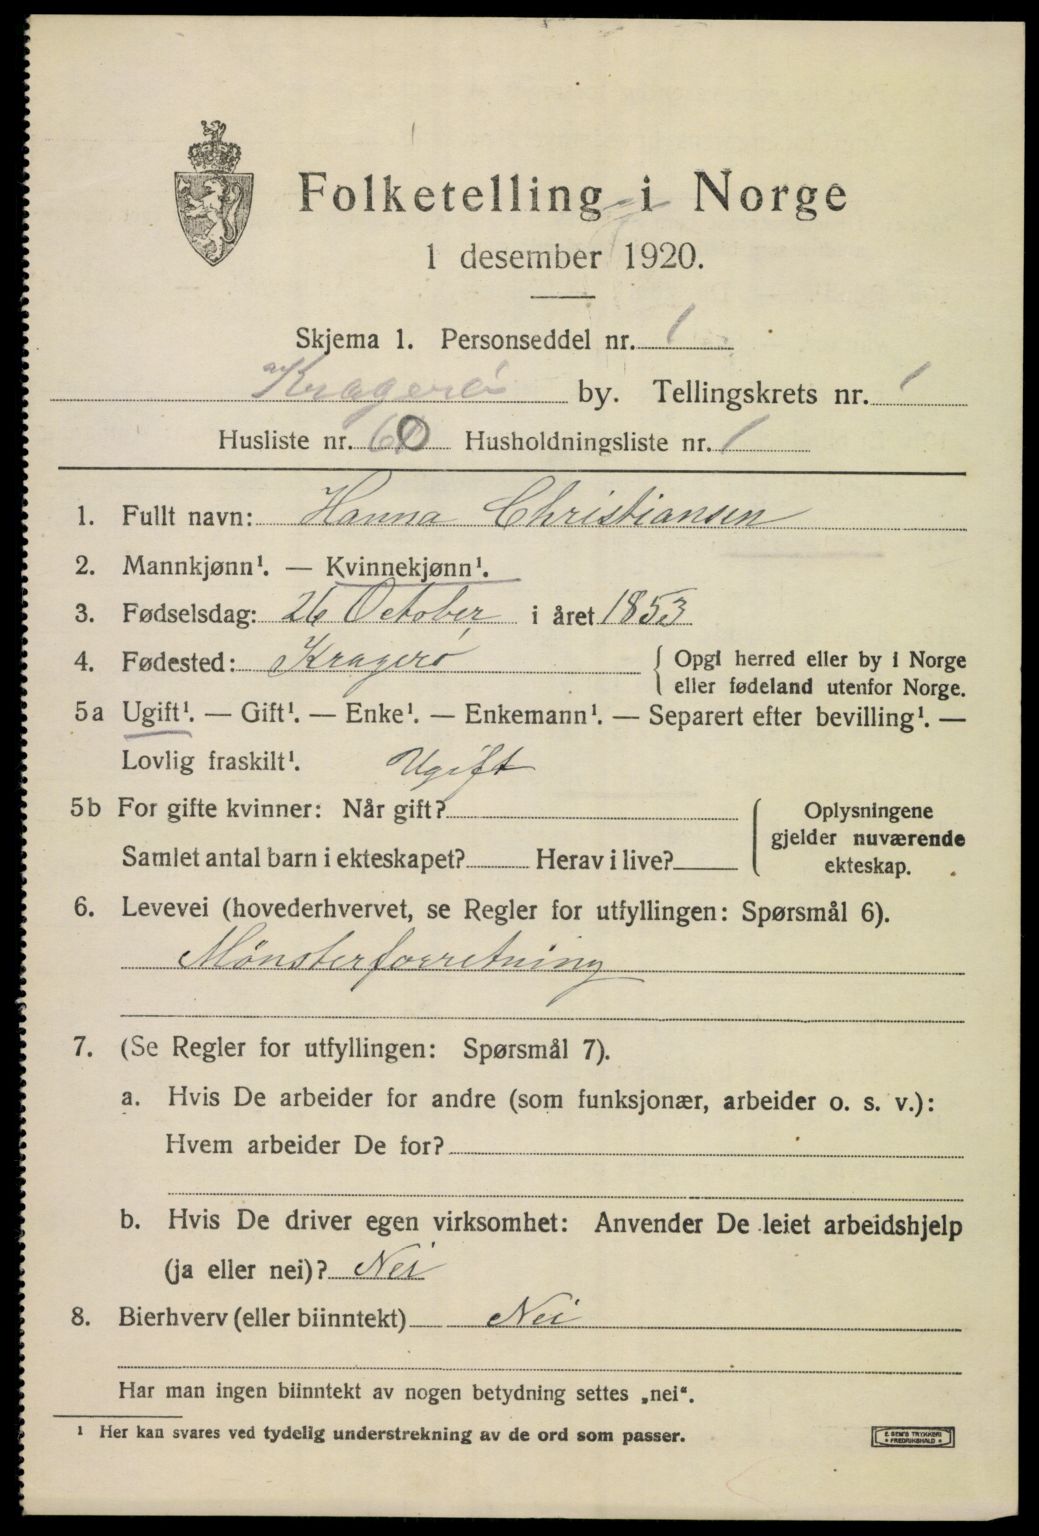 Folketelling i Norge
1 desember 1920.
Skjema 1. Personseddel nr. 1
Kragerø by. Tellingskrets nr. 1
Husliste nr. 60 Husholdningsliste nr. 1
1. Fullt navn: Hanna Christiansen
2. Mannkjønn¹. — Kvinnekjønn¹.
3. Fødselsdag: 26 October i året 1853
4. Fødested: Kragerö { Opgi herred eller by i Norge
eller fødeland utenfor Norge.
5a Ugift¹. — Gift¹. — Enke¹. — Enkemann¹. — Separert efter bevilling¹. —
Lovlig fraskilt¹. Ugift
5b For gifte kvinner: Når gift? { Oplysningene
gjelder nuværende
Samlet antal barn i ekteskapet? Herav i live? ekteskap.
6. Levevei (hovederhvervet, se Regler for utfyllingen: Spørsmål 6).
Mønsterforretning
7. (Se Regler for utfyllingen: Spørsmål 7).
a. Hvis De arbeider for andre (som funksjonær, arbeider o. s. v.):
Hvem arbeider De for?
b. Hvis De driver egen virksomhet: Anvender De leiet arbeidshjelp
(ja eller nei)? Nei
8. Bierhverv (eller biinntekt) Nei
Har man ingen biinntekt av nogen betydning settes „nei“.
¹ Her kan svares ved tydelig understrekning av de ord som passer.
E SEM'S TRYKKERI
FREDRIKSHALD